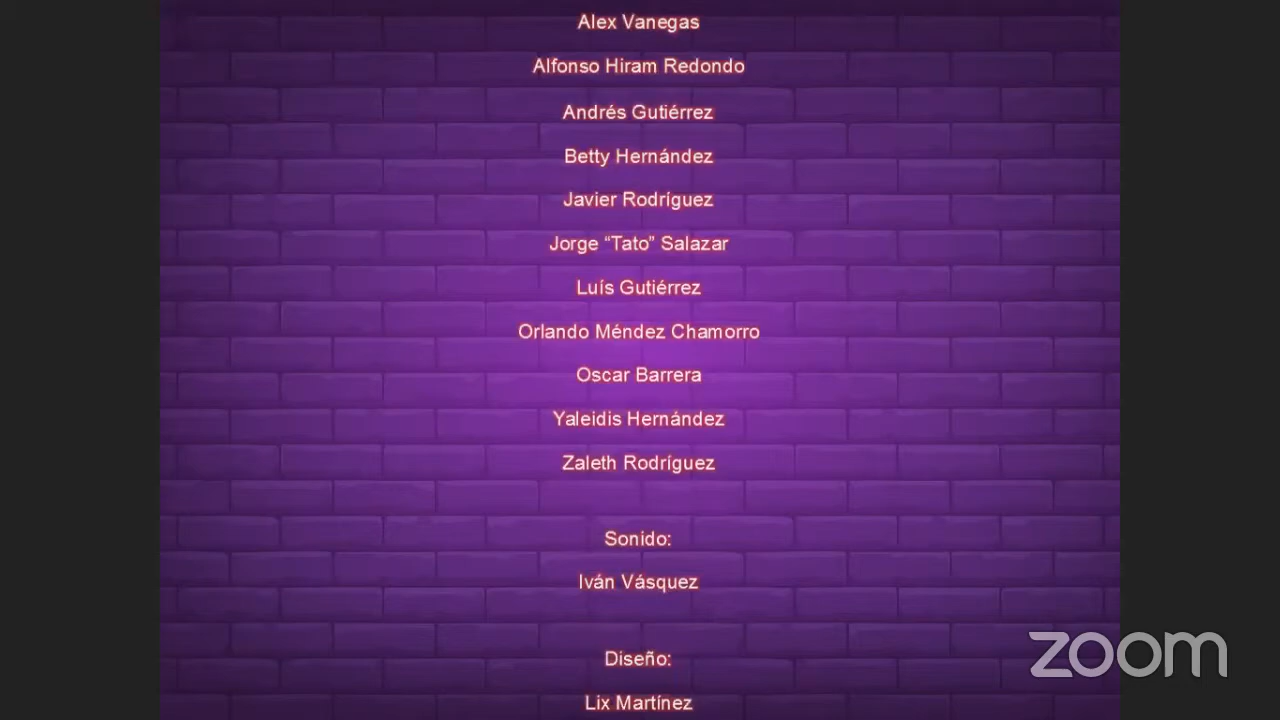 Alex Vanegas
Alfonso Hiram Redondo
Andrés Gutiérrez
Betty Hernández
Javier Rodríguez
Jorge “Tato” Salazar
Luís Gutiérrez
Orlando Méndez Chamorro
Oscar Barrera
Yaleidis Hernández
Zaleth Rodríguez
Sonido:
Iván Vásquez
Diseño:
Lix Martínez
zoom